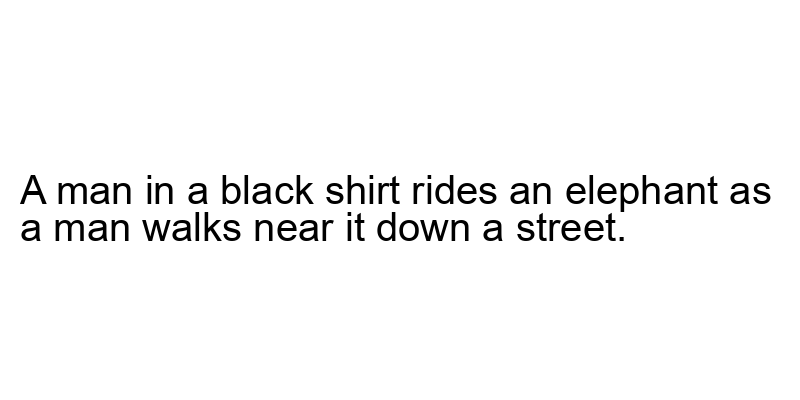 A man in a black shirt rides an elephant as
a man walks near it down a street.